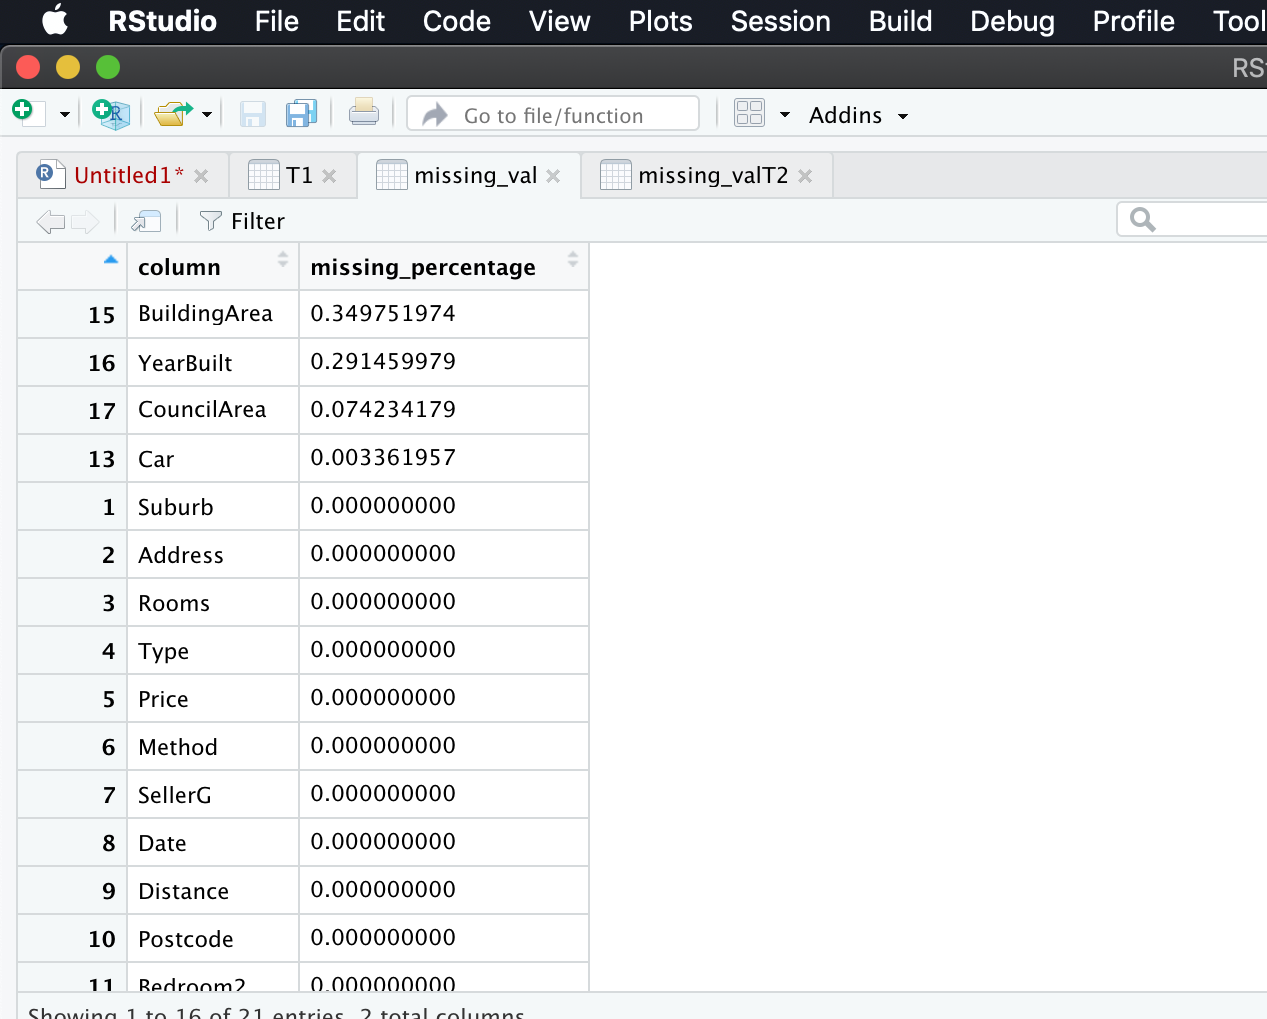 RStudio File Edit Code View Plots Session Build Debug Profile Tool
RSt
Go to file/function Addins
Untitled1* T1 missing_val missing_valT2
Filter
column missing_percentage
15 BuildingArea 0.349751974
16 YearBuilt 0.291459979
17 CouncilArea 0.074234179
13 Car 0.003361957
1 Suburb 0.000000000
2 Address 0.000000000
3 Rooms 0.000000000
4 Type 0.000000000
5 Price 0.000000000
6 Method 0.000000000
7 SellerG 0.000000000
8 Date 0.000000000
9 Distance 0.000000000
10 Postcode 0.000000000
11 Bedroom2 0.000000000
Showing 1 to 16 of 21 entries, 2 total columns